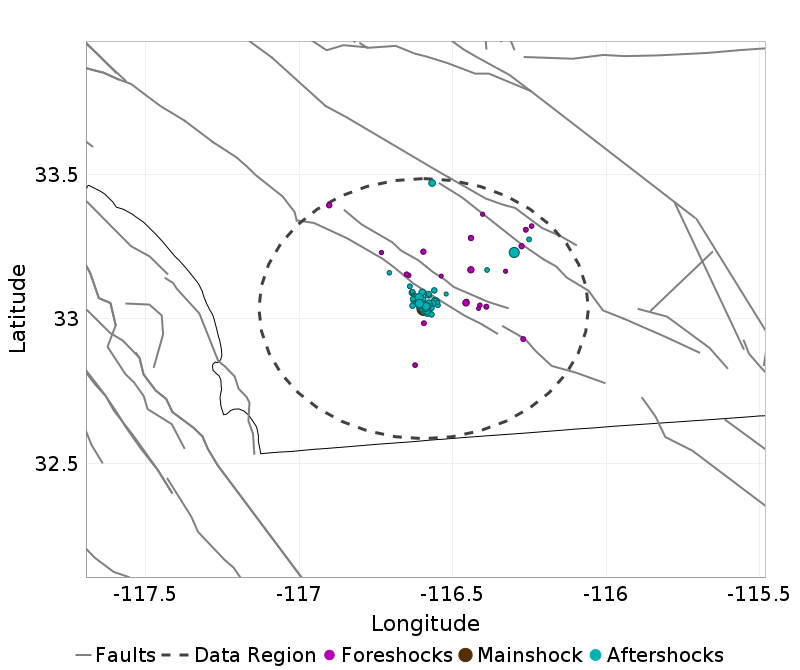 33.5
33
32.5
-117.5 -117 -116.5 -116 -115.5
Latitude
Longitude
Faults Data Region Foreshocks Mainshock Aftershocks